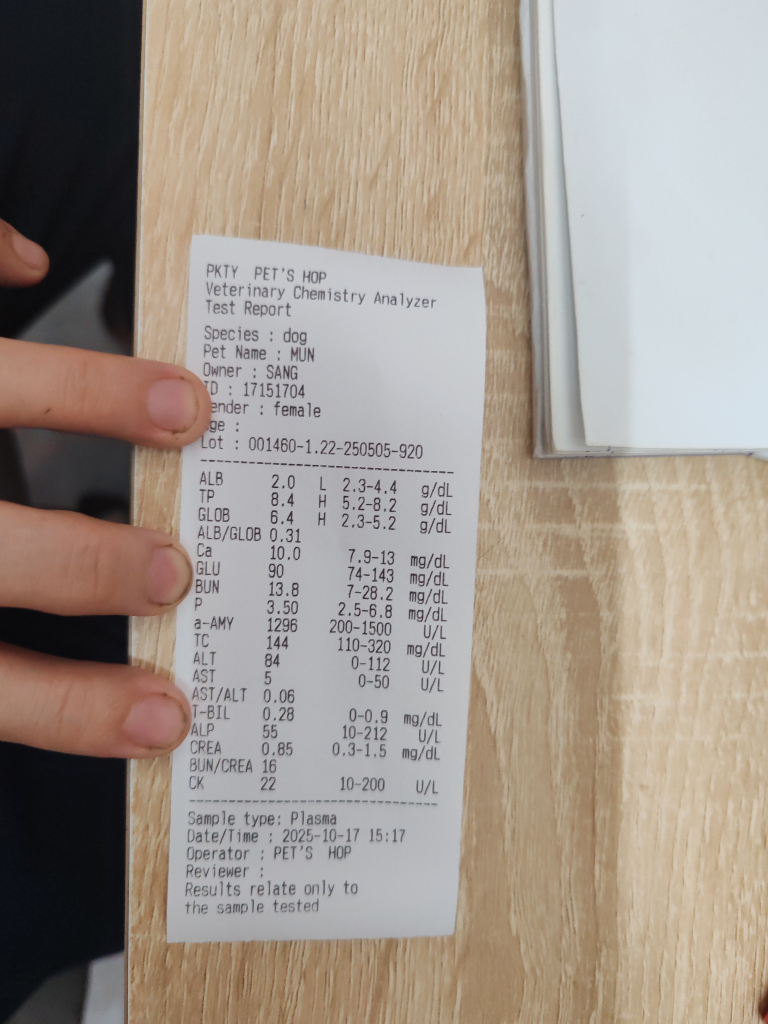 PKTY PET'S HOP
Veterinary Chemistry Analyzer
Test Report
Species : dog
Pet Name : MUN
Owner : SANG
ID : 17151704
ender : female
ge :
Lot : 001460-1.22-250505-920
ALB 2.0 L 2.3-4.4 g/dL
TP 8.4 H 5.2-8.2 g/dL
GLOB 6.4 H 2.3-5.2 g/dL
ALB/GLOB 0.31
Ca 10.0 7.9-13 mg/dL
GLU 90 74-143 mg/dL
BUN 13.8 7-28.2 mg/dL
P 3.50 2.5-6.8 mg/dL
a-AMY 1296 200-1500 U/L
TC 144 110-320 mg/dL
ALT 84 0-112 U/L
AST 5 0-50 U/L
AST/ALT 0.06
T-BIL 0.28 0-0.9 mg/dL
ALP 55 10-212 U/L
CREA 0.85 0.3-1.5 mg/dL
BUN/CREA 16
CK 22 10-200 U/L
Sample type: Plasma
Date/Time : 2025-10-17 15:17
Operator : PET'S HOP
Reviewer :
Results relate only to
the sample tested